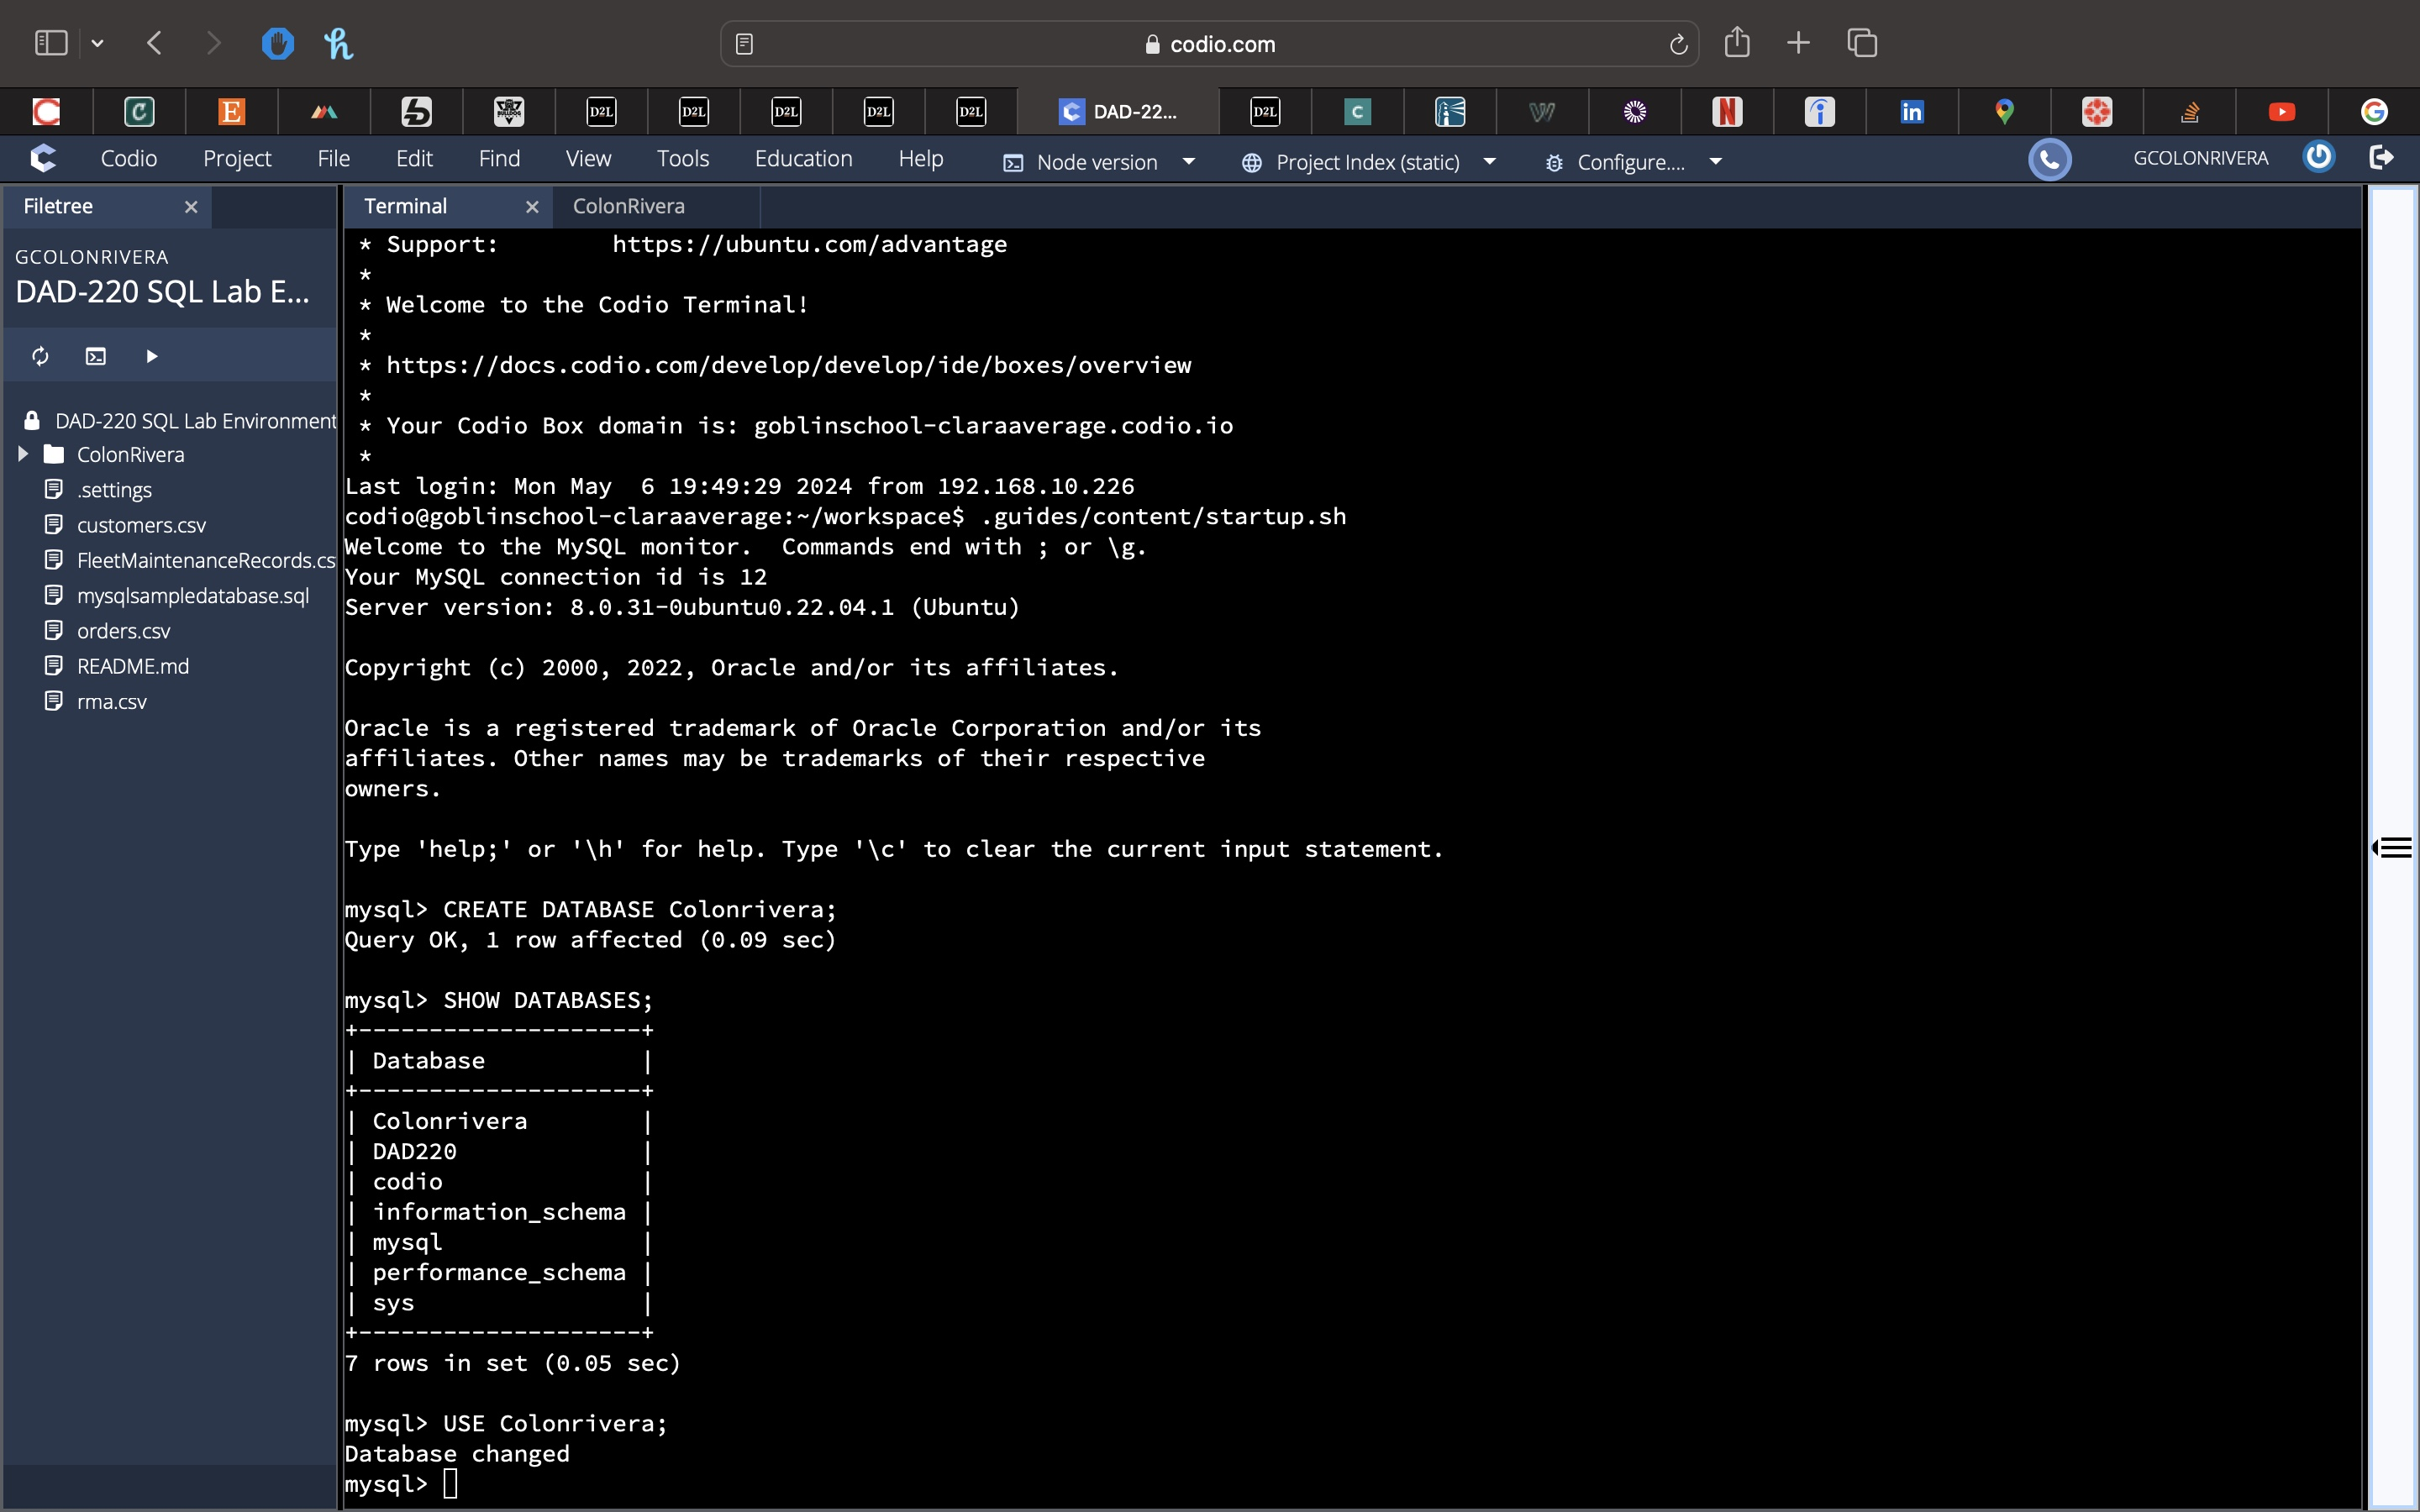 codio.com
D2L
D2L
D2L
D2L
D2L
DAD-22...
D2L
Codio Project File Edit Find View Tools Education Help Node version Project Index (static) Configure.... GCOLONRIVERA
Filetree
Terminal ColonRivera
GCOLONRIVERA
DAD-220 SQL Lab E...
DAD-220 SQL Lab Environment
ColonRivera
.settings
customers.csv
FleetMaintenanceRecords.cs
mysqlsampledatabase.sql
orders.csv
README.md
rma.csv
* Support:        https://ubuntu.com/advantage
*
* Welcome to the Codio Terminal!
*
* https://docs.codio.com/develop/develop/ide/boxes/overview
*
* Your Codio Box domain is: goblinschool-claraaverage.codio.io
*
Last login: Mon May  6 19:49:29 2024 from 192.168.10.226
codio@goblinschool-claraaverage:~/workspace$ .guides/content/startup.sh
Welcome to the MySQL monitor.  Commands end with ; or \g.
Your MySQL connection id is 12
Server version: 8.0.31-0ubuntu0.22.04.1 (Ubuntu)
Copyright (c) 2000, 2022, Oracle and/or its affiliates.
Oracle is a registered trademark of Oracle Corporation and/or its
affiliates. Other names may be trademarks of their respective
owners.
Type 'help;' or '\h' for help. Type '\c' to clear the current input statement.
mysql> CREATE DATABASE Colonrivera;
Query OK, 1 row affected (0.09 sec)
mysql> SHOW DATABASES;
+--------------------+
| Database           |
+--------------------+
| Colonrivera        |
| DAD220             |
| codio              |
| information_schema |
| mysql              |
| performance_schema |
| sys                |
+--------------------+
7 rows in set (0.05 sec)
mysql> USE Colonrivera;
Database changed
mysql>